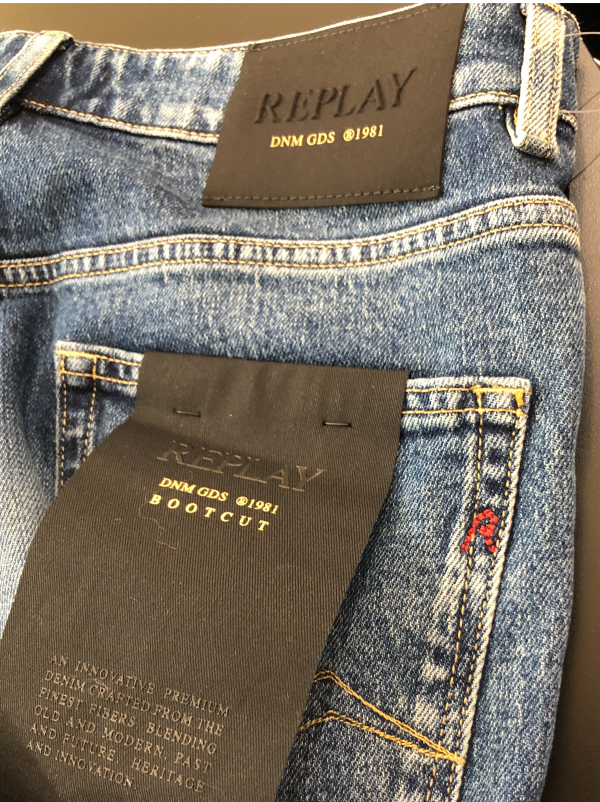 REPLAY
DNM GDS ®1981
REPLAY
DNM GDS ®1981
BOOTCUT
R
AN INNOVATIVE PREMIUM
DENIM CRAFTED FROM THE
FINEST FIBERS, BLENDING
OLD AND MODERN, PAST
AND FUTURE, HERITAGE
AND INNOVATION.